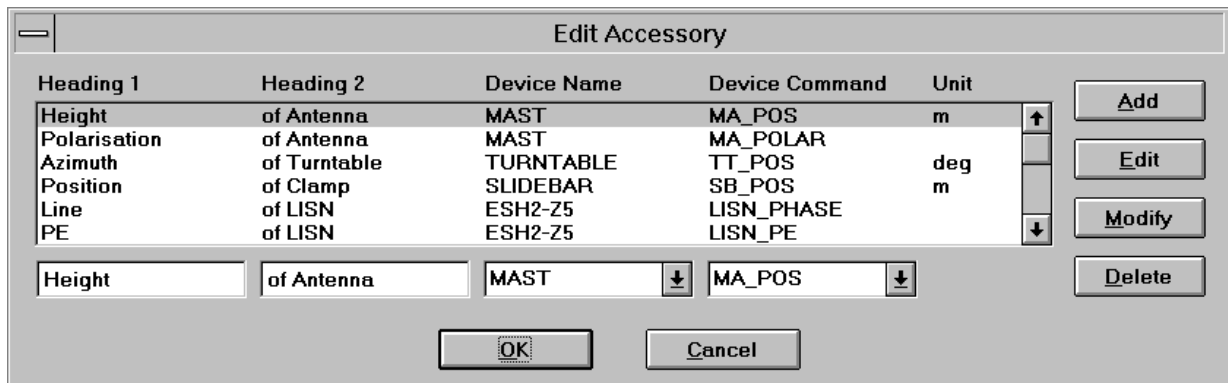 Edit Accessory
Heading 1 Heading 2 Device Name Device Command Unit
Height of Antenna MAST MA_POS m
Polarisation of Antenna MAST MA_POLAR
Azimuth of Turntable TURNTABLE TT_POS deg
Position of Clamp SLIDEBAR SB_POS m
Line of LISN ESH2-Z5 LISN_PHASE
PE of LISN ESH2-Z5 LISN_PE
Height of Antenna MAST MA_POS
Add
Edit
Modify
Delete
OK Cancel